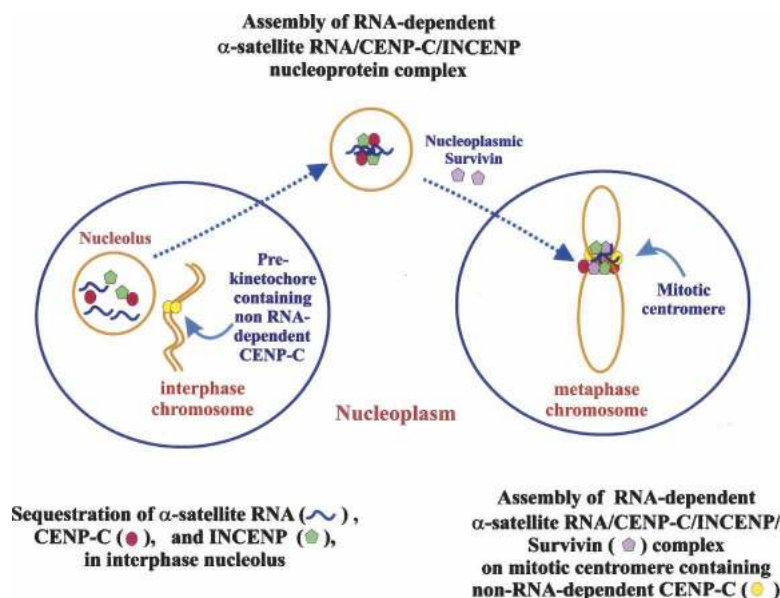 Assembly of RNA-dependent
α-satellite RNA/CENP-C/INCENP
nucleoprotein complex
Nucleoplasmic
Survivin
Nucleolus
Pre-
kinetochore
containing
non RNA-
dependent
CENP-C
interphase
chromosome
Mitotic
centromere
metaphase
chromosome
Nucleoplasm
Sequestration of α-satellite RNA ( ) ,
CENP-C ( ), and INCENP ( ),
in interphase nucleolus
Assembly of RNA-dependent
α-satellite RNA/CENP-C/INCENP/
Survivin ( ) complex
on mitotic centromere containing
non-RNA-dependent CENP-C ( )